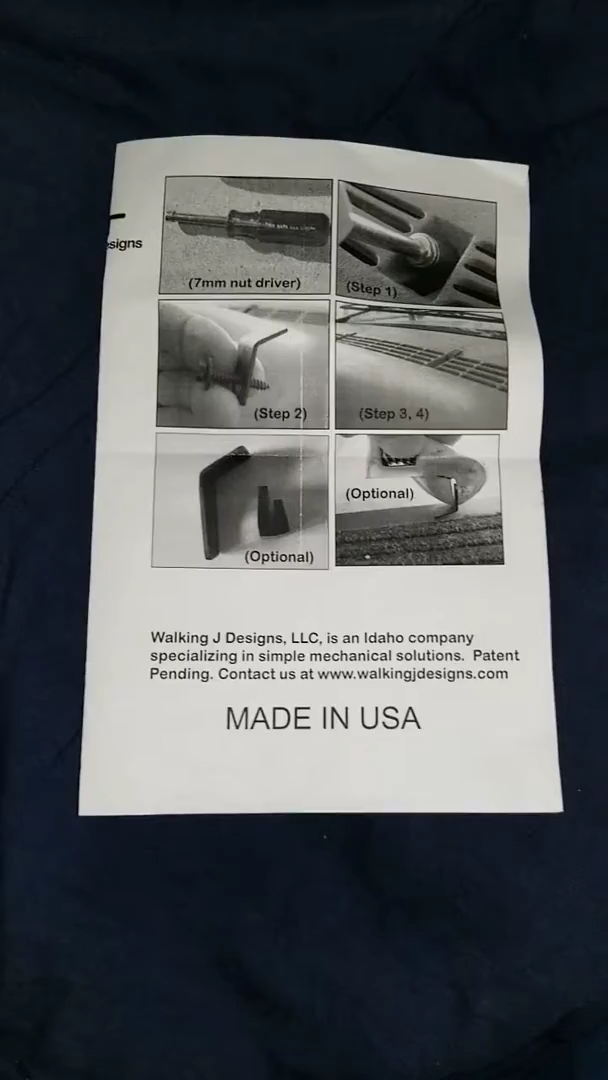 esigns
(7mm nut driver)
(Step 1)
(Step 2)
(Step 3, 4)
(Optional)
(Optional)
Walking J Designs, LLC, is an Idaho company
specializing in simple mechanical solutions.  Patent
Pending. Contact us at www.walkingjdesigns.com
MADE IN USA